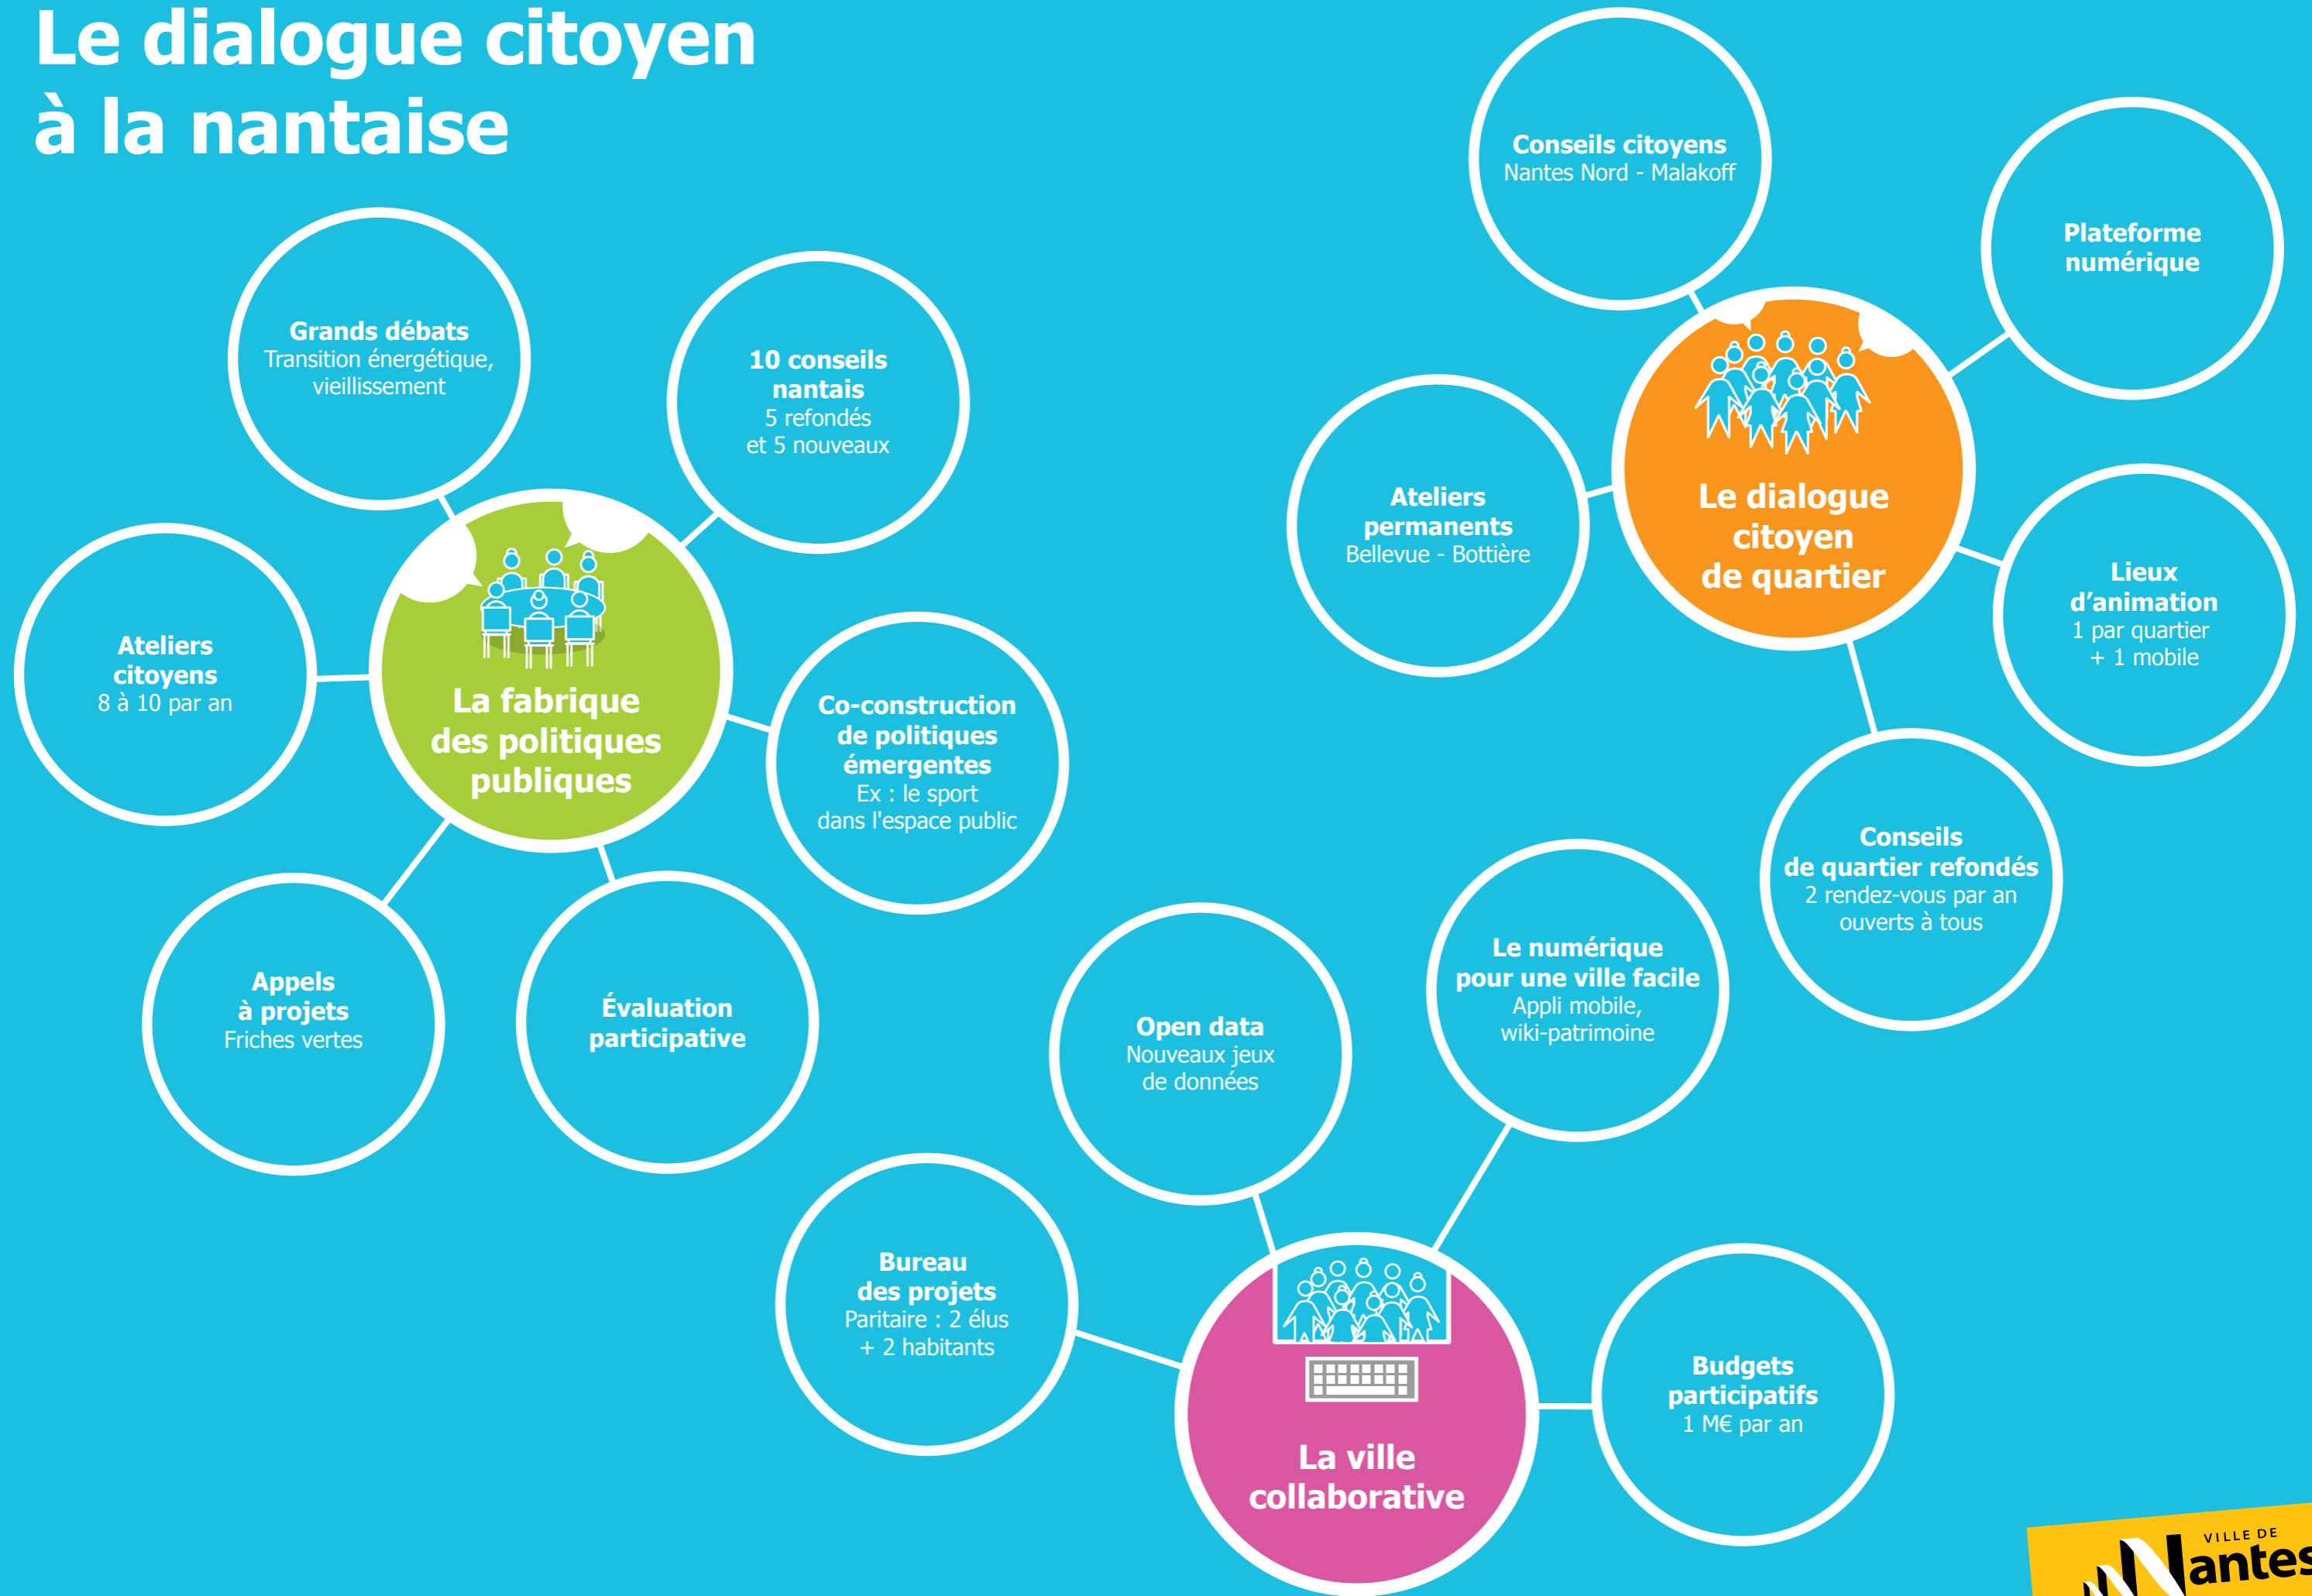 Le dialogue citoyen
à la nantaise
Grands débats
Transition énergétique,
vieillissement
10 conseils
nantais
5 refondés
et 5 nouveaux
Ateliers
citoyens
8 à 10 par an
La fabrique
des politiques
publiques
Co-construction
de politiques
émergentes
Ex : le sport
dans l'espace public
Appels
à projets
Friches vertes
Évaluation
participative
Conseils citoyens
Nantes Nord - Malakoff
Plateforme
numérique
Ateliers
permanents
Bellevue - Bottière
Le dialogue
citoyen
de quartier
Lieux
d’animation
1 par quartier
+ 1 mobile
Conseils
de quartier refondés
2 rendez-vous par an
ouverts à tous
Le numérique
pour une ville facile
Appli mobile,
wiki-patrimoine
Open data
Nouveaux jeux
de données
Bureau
des projets
Paritaire : 2 élus
+ 2 habitants
La ville
collaborative
Budgets
participatifs
1 M€ par an
VILLE DE
Nantes